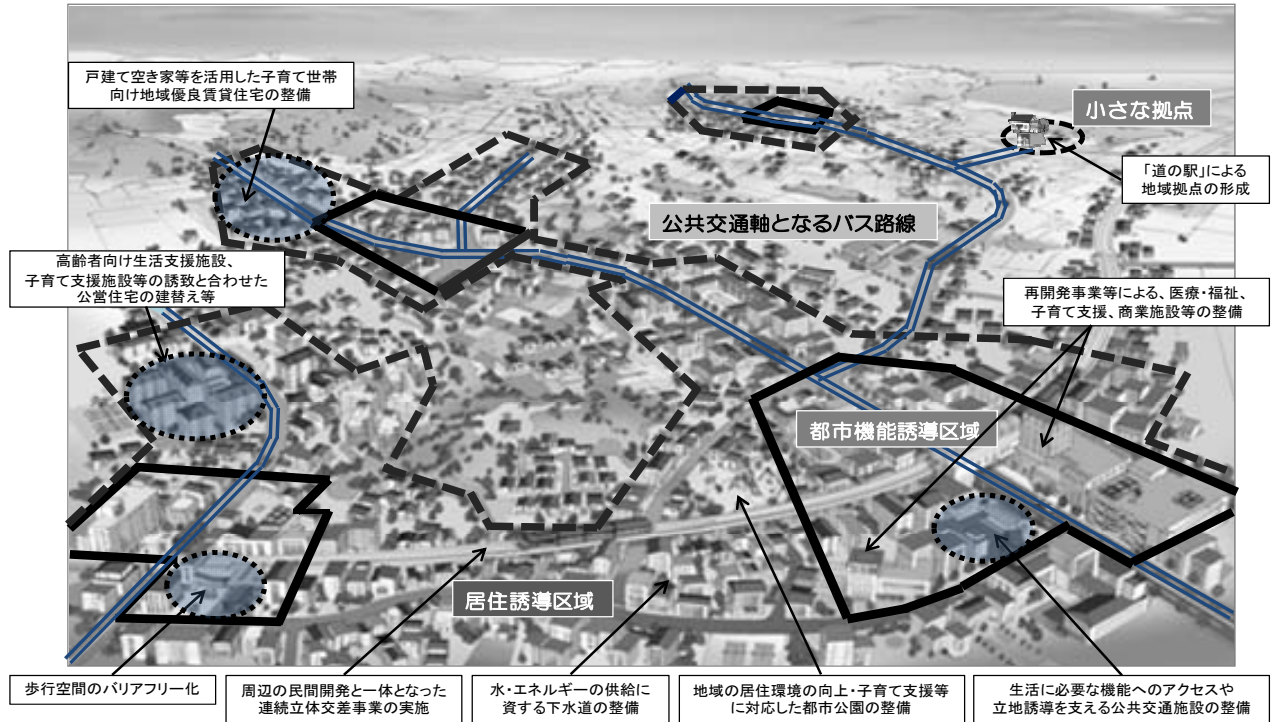 戸建て空き家等を活用した子育て世帯
向け地域優良賃貸住宅の整備
小さな拠点
「道の駅」による
地域拠点の形成
公共交通軸となるバス路線
高齢者向け生活支援施設、
子育て支援施設等の誘致と合わせた
公営住宅の建替え等
再開発事業等による、医療・福祉、
子育て支援、商業施設等の整備
都市機能誘導区域
居住誘導区域
歩行空間のバリアフリー化
周辺の民間開発と一体となった
連続立体交差事業の実施
水・エネルギーの供給に
資する下水道の整備
地域の居住環境の向上・子育て支援等
に対応した都市公園の整備
生活に必要な機能へのアクセスや
立地誘導を支える公共交通施設の整備